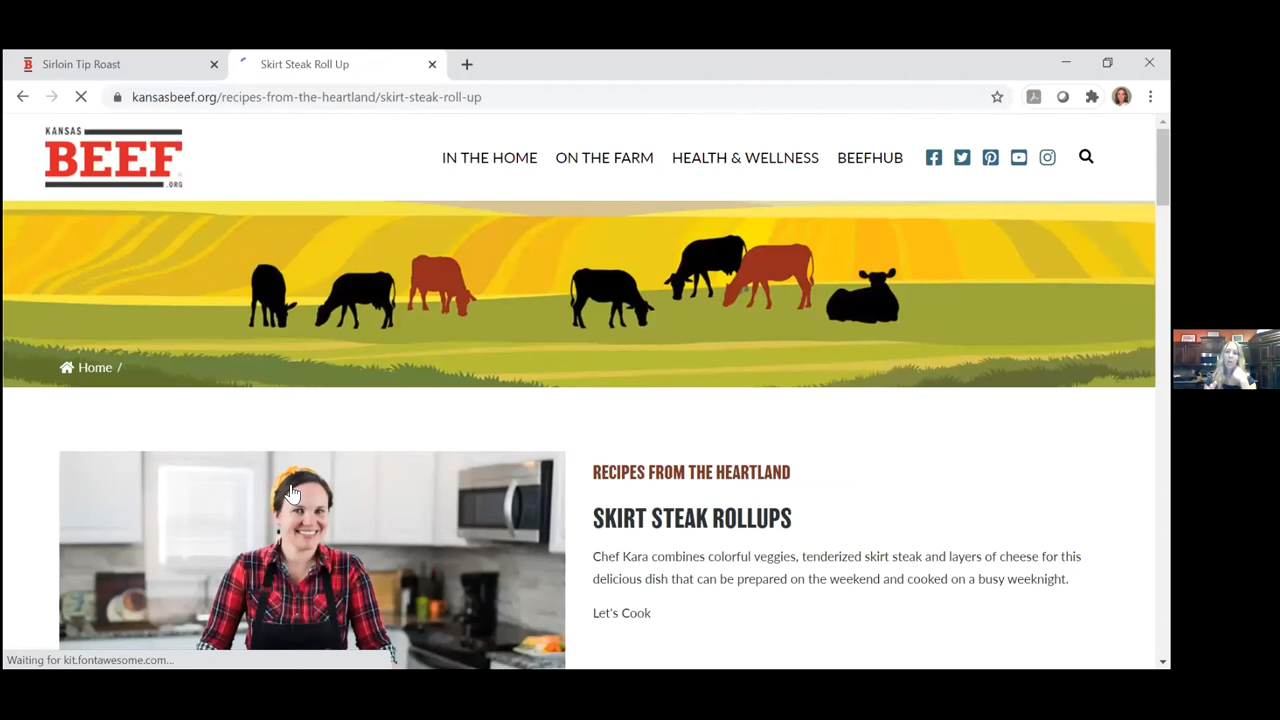 Sirloin Tip Roast
Skirt Steak Roll Up
kansasbeef.org/recipes-from-the-heartland/skirt-steak-roll-up
KANSAS
BEEF
.ORG
IN THE HOME ON THE FARM HEALTH & WELLNESS BEEFHUB
Home /
RECIPES FROM THE HEARTLAND
SKIRT STEAK ROLLUPS
Chef Kara combines colorful veggies, tenderized skirt steak and layers of cheese for this
delicious dish that can be prepared on the weekend and cooked on a busy weeknight.
Let's Cook
Waiting for kit.fontawesome.com...